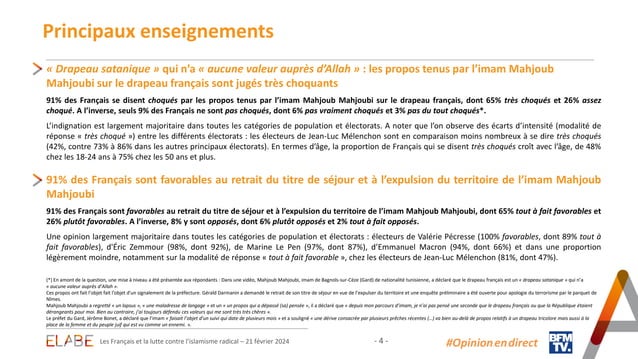 Principaux enseignements
« Drapeau satanique » qui n'a « aucune valeur auprès d'Allah » : les propos tenus par l'imam Mahjoub
Mahjoubi sur le drapeau français sont jugés très choquants
91% des Français se disent choqués par les propos tenus par l'imam Mahjoub Mahjoubi sur le drapeau français, dont 65% très choqués et 26% assez
choqué. A l'inverse, seuls 9% des Français ne sont pas choqués, dont 6% pas vraiment choqués et 3% pas du tout choqués*.
L'indignation est largement majoritaire dans toutes les catégories de population et électorats. A noter que l'on observe des écarts d'intensité (modalité de
réponse « très choqué ») entre les différents électorats : les électeurs de Jean-Luc Mélenchon sont en comparaison moins nombreux à se dire très choqués
(42%, contre 73% à 86% dans les autres principaux électorats). En termes d'âge, la proportion de Français qui se disent très choqués croît avec l'âge, de 48%
chez les 18-24 ans à 75% chez les 50 ans et plus.
91% des Français sont favorables au retrait du titre de séjour et à l'expulsion du territoire de l'imam Mahjoub
Mahjoubi
91% des Français sont favorables au retrait du titre de séjour et à l'expulsion du territoire de l'imam Mahjoub Mahjoubi, dont 65% tout à fait favorables et
26% plutôt favorables. A l'inverse, 8% y sont opposés, dont 6% plutôt opposés et 2% tout à fait opposés.
Une opinion largement majoritaire dans toutes les catégories de population et électorats : électeurs de Valérie Pécresse (100% favorables, dont 89% tout à
fait favorables), d'Éric Zemmour (98%, dont 92%), de Marine Le Pen (97%, dont 87%), d'Emmanuel Macron (94%, dont 66%) et dans une proportion
légèrement moindre, notamment sur la modalité de réponse « tout à fait favorable », chez les électeurs de Jean-Luc Mélenchon (81%, dont 47%).
(*) En amont de la question, une mise à niveau a été présentée aux répondants : Dans une vidéo, Mahjoub Mahjoubi, imam de Bagnols-sur-Cèze (Gard) de nationalité tunisienne, a déclaré que le drapeau français est un « drapeau satanique » qui n'a
« aucune valeur auprès d'Allah ».
Ces propos ont fait l'objet fait l'objet d'un signalement de la préfecture. Gérald Darmanin a demandé le retrait de son titre de séjour en vue de l'expulser du territoire et une enquête préliminaire a été ouverte pour apologie du terrorisme par le parquet de
Nîmes.
Mahjoub Mahjoubi a regretté « un lapsus », « une maladresse de langage » et un « un propos qui a dépassé (sa) pensée », il a déclaré que « depuis mon parcours d'imam, je n'ai pas pensé une seconde que le drapeau français ou que la République étaient
dérangeants pour moi. Bien au contraire, j'ai toujours défendu ces valeurs qui me sont très très chères ».
Le préfet du Gard, Jérôme Bonet, a déclaré que l'imam « faisait l'objet d'un suivi qui date de plusieurs mois » et a souligné « une dérive consacrée par plusieurs prêches récentes (…) va bien au-delà de propos relatifs à un drapeau tricolore mais aussi à la
place de la femme et du peuple juif qui est vu comme un ennemi. ».
ELABE Les Français et la lutte contre l'islamisme radical – 21 février 2024 - 4 - #Opinion en direct BFM TV.